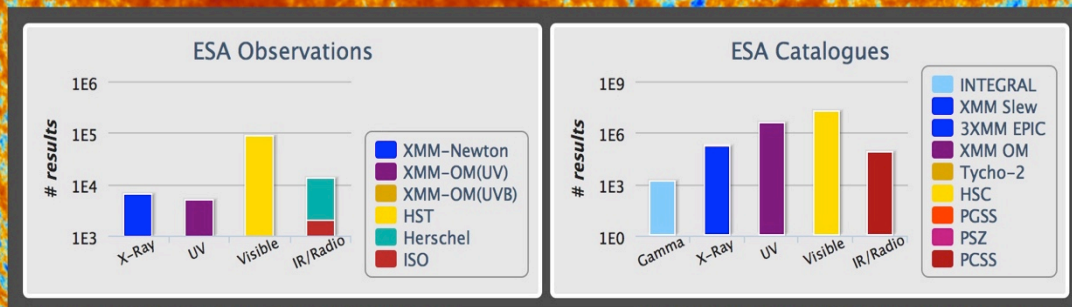 ESA Observations
# results
1E6
1E5
1E4
1E3
X-Ray
UV
Visible
IR/Radio
XMM-Newton
XMM-OM(UV)
XMM-OM(UVB)
HST
Herschel
ISO
ESA Catalogues
# results
1E9
1E6
1E3
1E0
Gamma
X-Ray
UV
Visible
IR/Radio
INTEGRAL
XMM Slew
3XMM EPIC
XMM OM
Tycho-2
HSC
PGSS
PSZ
PCSS